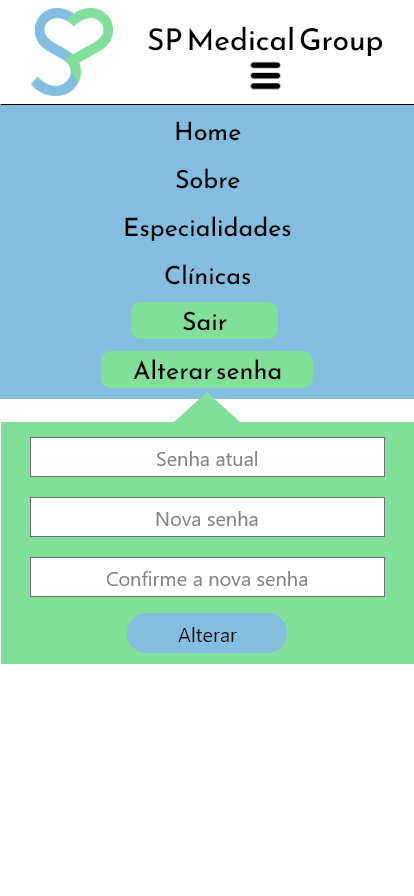 SP Medical Group
Home
Sobre
Especialidades
Clínicas
Sair
Alterar senha
Senha atual
Nova senha
Confirme a nova senha
Alterar